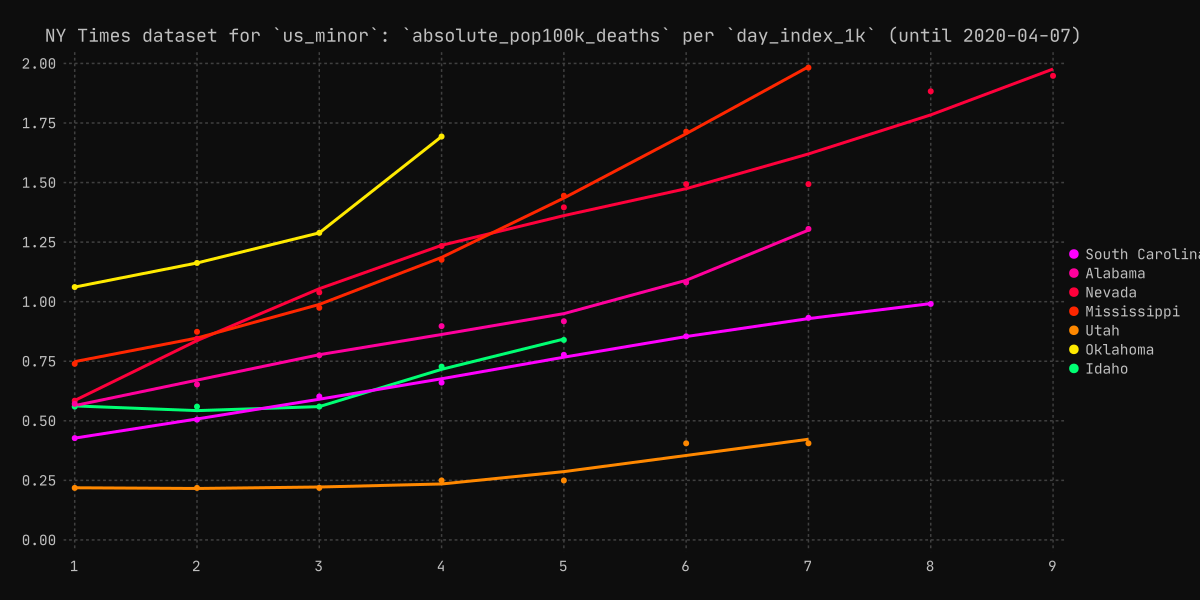 NY Times dataset for `us_minor`: `absolute_pop100k_deaths` per `day_index_1k` (until 2020-04-07)
2.00
1.75
1.50
1.25
1.00
0.75
0.50
0.25
0.00
1 2 3 4 5 6 7 8 9
South Carolina
Alabama
Nevada
Mississippi
Utah
Oklahoma
Idaho